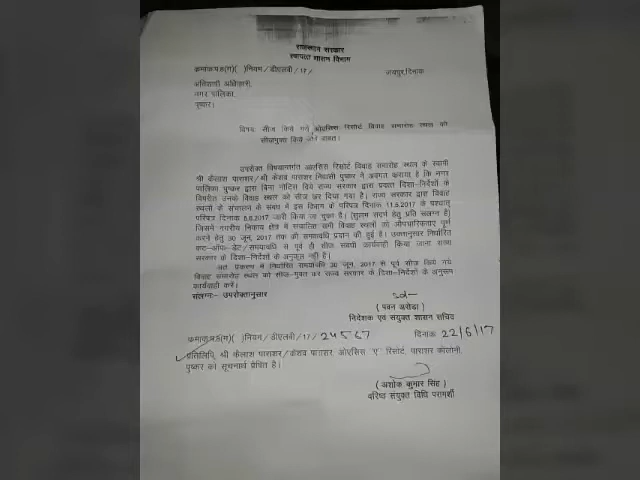 राजस्थान सरकार
स्वायत्त शासन विभाग
क्रमांकःप.8(ग)( )नियम/डीएलबी/17/ जयपुर,दिनांक
अधिशाषी अधिकारी,
नगर पालिका,
पुष्कर।
विषयः सीज किये गये ओएसिस रिसोर्ट विवाह समारोह स्थल को
सीजमुक्त किये जाने बाबत।
उपरोक्त विषयान्तर्गत ओएसिस रिसोर्ट विवाह समारोह स्थल के स्वामी
श्री कैलाश पाराशर/श्री केशव पाराशर निवासी पुष्कर ने अवगत कराया है कि नगर
पालिका पुष्कर द्वारा बिना नोटिस दिये राज्य सरकार द्वारा प्रदत्त दिशा-निर्देशों के
विपरीत उनके विवाह स्थल को सीज कर दिया गया है। राज्य सरकार द्वारा विवाह
स्थलों के संचालन के संबंध में इस विभाग के परिपत्र दिनांक 11.5.2017 के पश्चात्
परिपत्र दिनांक 8.6.2017 जारी किया जा चुका है। (सुलभ संदर्भ हेतु प्रति संलग्न है)
जिसमें नगरीय निकाय क्षेत्र में संचालित सभी विवाह स्थलों को औपचारिकताएं पूर्ण
करने हेतु 30 जून, 2017 तक की समयावधि प्रदान की हुई है। उक्तानुसार निर्धारित
कट-ऑफ-डेट/समयावधि से पूर्व ही सीज संबंधी कार्यवाही किया जाना राज्य
सरकार के दिशा-निर्देशों के अनुकूल नहीं है।
अतः प्रकरण में निर्धारित समयावधि 30 जून, 2017 से पूर्व सीज किये गये
विवाह समारोह स्थल को सीज-मुक्त कर राज्य सरकार के दिशा-निर्देशों के अनुरूप
कार्यवाही करें।
संलग्नः- उपरोक्तानुसार
sd-
(पवन अरोडा)
निदेशक एवं संयुक्त शासन सचिव
क्रमांकःप.8(ग)( )नियम/डीएलबी/17/ 24567 दिनांक 22/6/17
प्रतिलिपि श्री कैलाश पाराशर/केशव पाराशर, ओएसिस 'ए' रिसोर्ट, पाराशर कॉलोनी,
पुष्कर को सूचनार्थ प्रेषित है।
(अशोक कुमार सिंह)
वरिष्ठ संयुक्त विधि परामर्शी